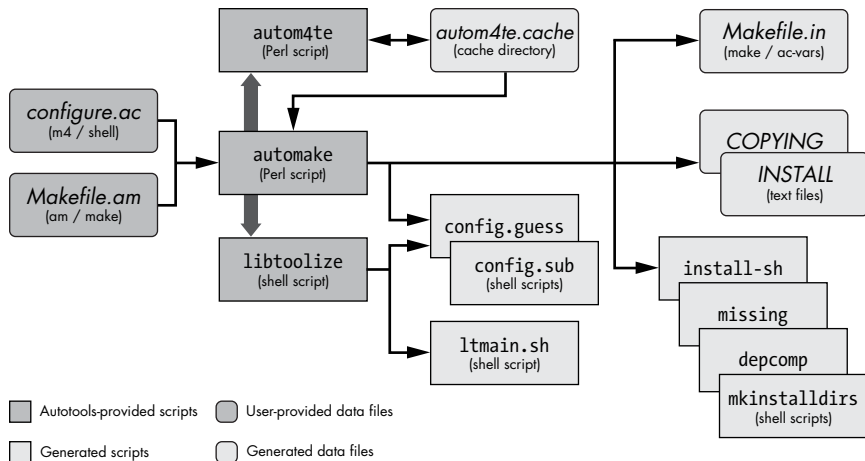 autom4te
(Perl script)
autom4te.cache
(cache directory)
Makefile.in
(make / ac-vars)
configure.ac
(m4 / shell)
automake
(Perl script)
COPYING
INSTALL
(text files)
Makefile.am
(am / make)
config.guess
config.sub
(shell scripts)
libtoolize
(shell script)
install-sh
missing
depcomp
mkinstalldirs
(shell scripts)
ltmain.sh
(shell script)
Autotools-provided scripts
User-provided data files
Generated scripts
Generated data files